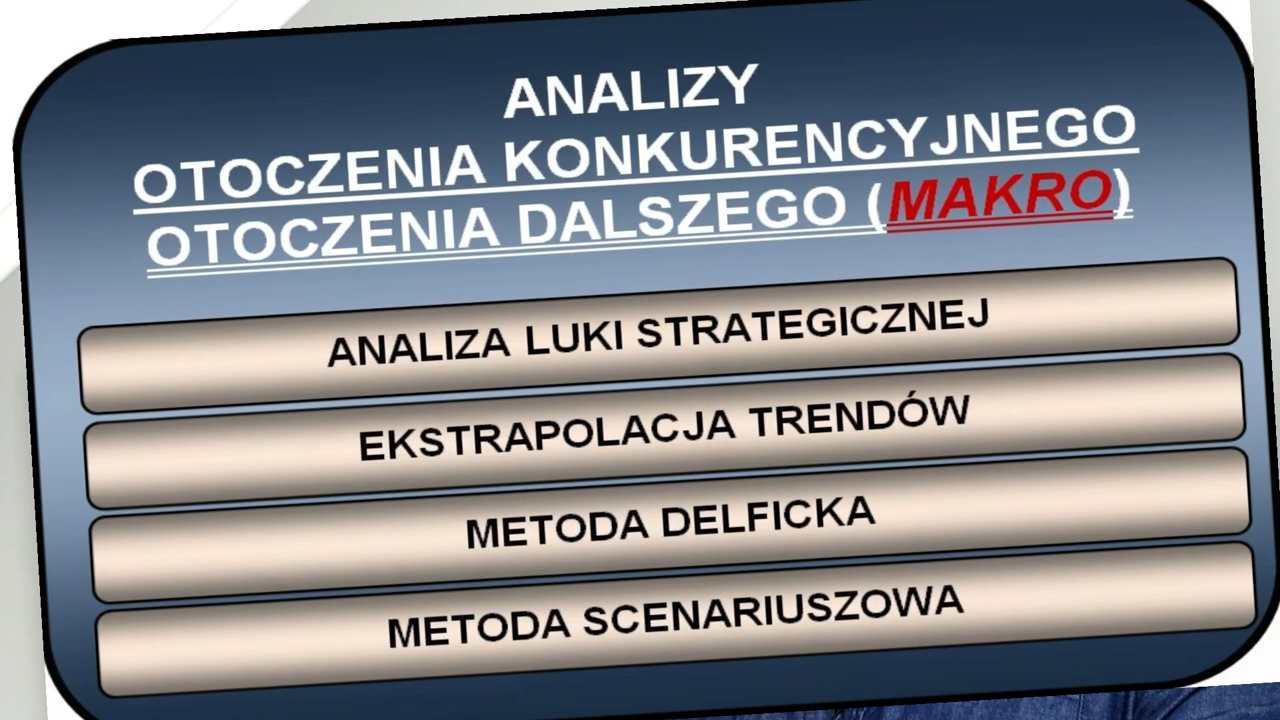 ANALIZY
OTOCZENIA KONKURENCYJNEGO
OTOCZENIA DALSZEGO (MAKRO)
ANALIZA LUKI STRATEGICZNEJ
EKSTRAPOLACJA TRENDÓW
METODA DELFICKA
METODA SCENARIUSZOWA